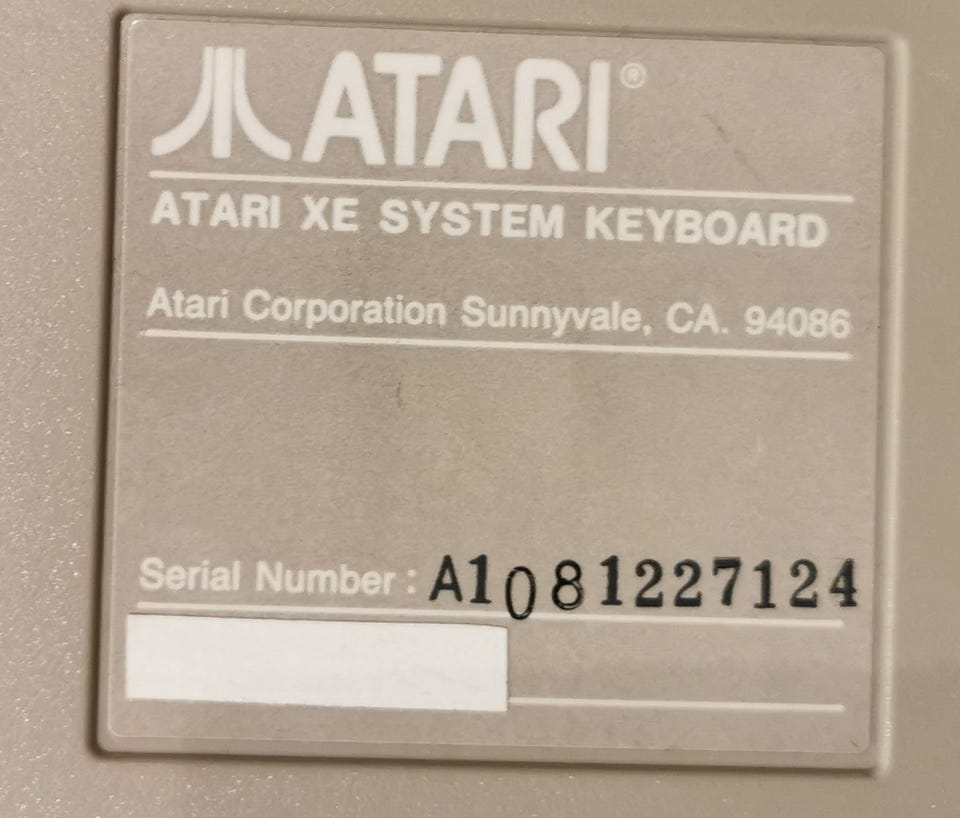 ATARI®
ATARI XE SYSTEM KEYBOARD
Atari Corporation Sunnyvale, CA. 94086
Serial Number: A1081227124